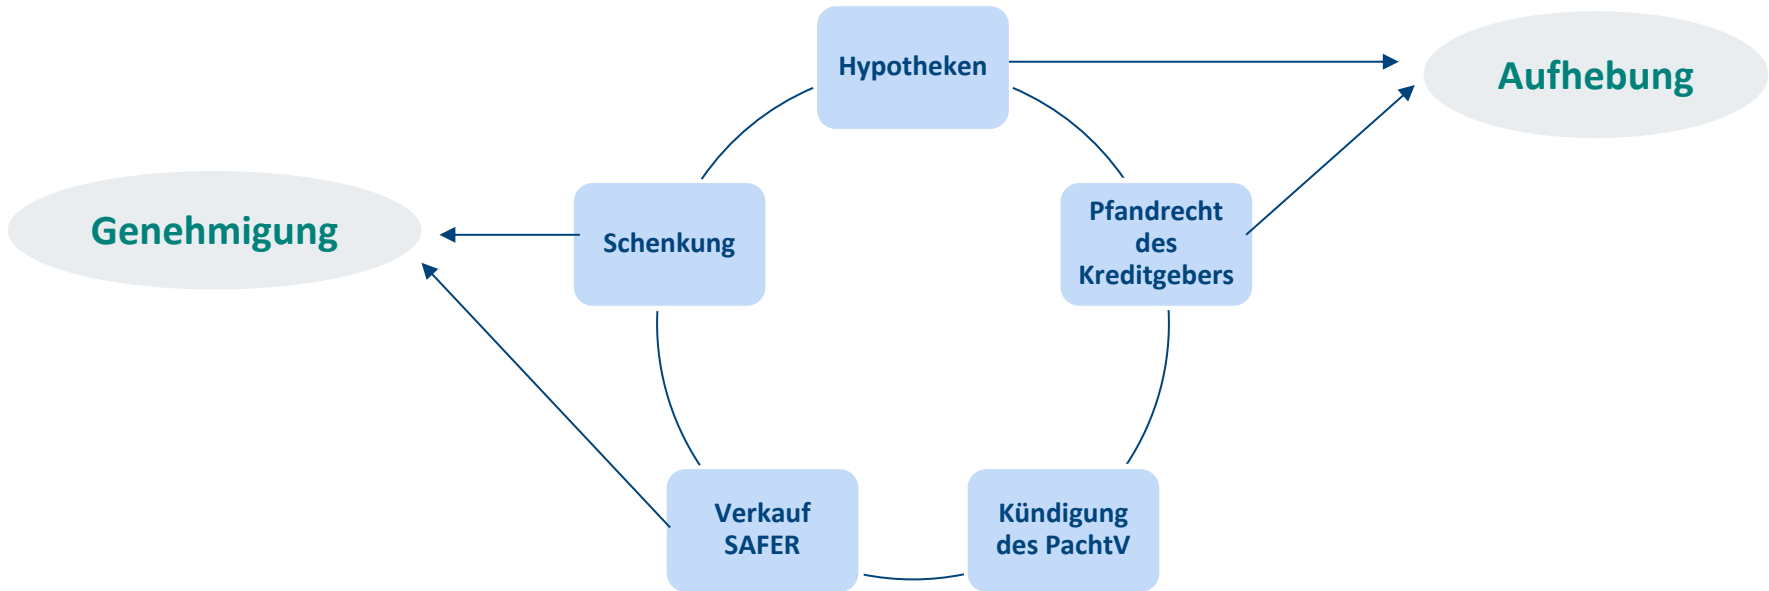 Hypotheken
Aufhebung
Genehmigung
Schenkung
Pfandrecht
des
Kreditgebers
Verkauf
SAFER
Kündigung
des PachtV